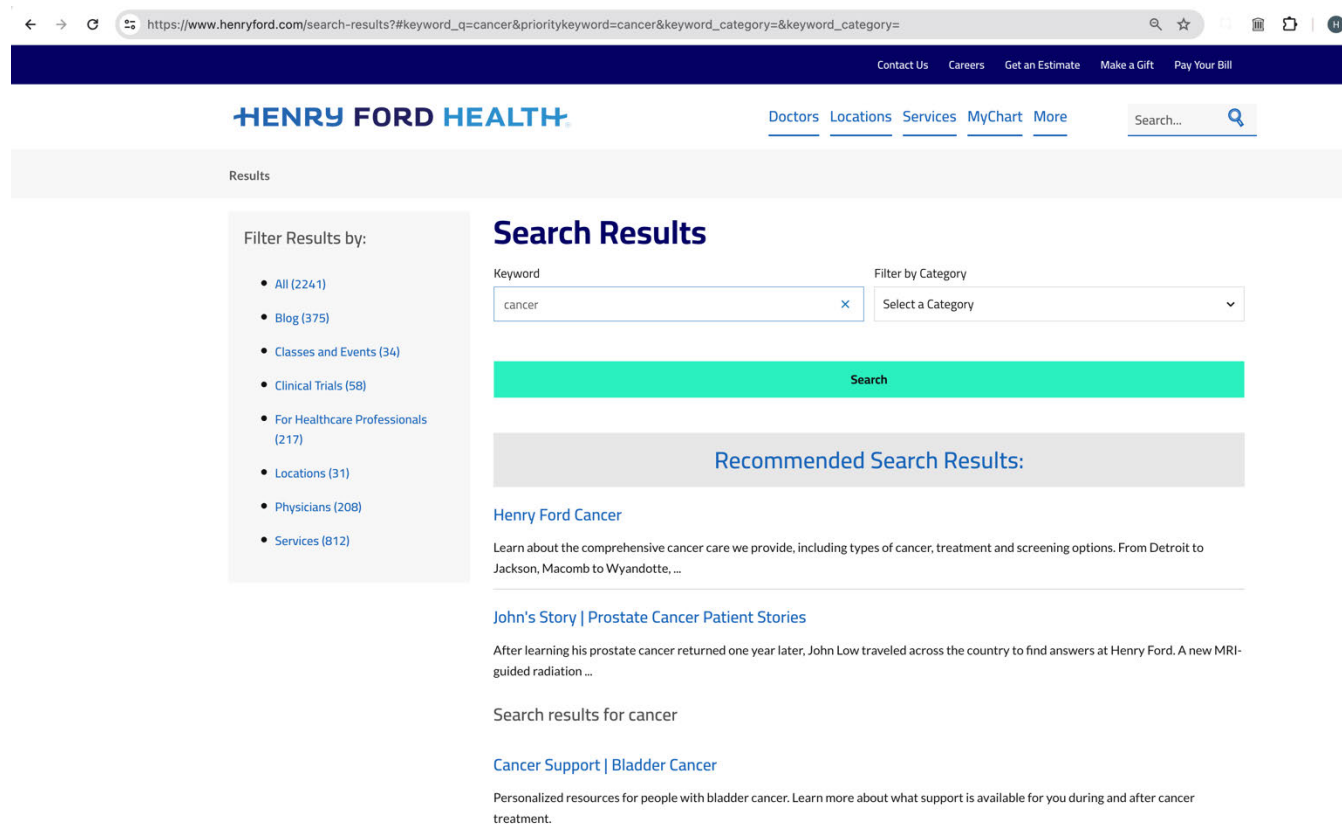 https://www.henryford.com/search-results?#keyword_q=cancer&prioritykeyword=cancer&keyword_category=&keyword_category=
H
Contact Us Careers Get an Estimate Make a Gift Pay Your Bill
HENRY FORD HEALTH
Doctors Locations Services MyChart More
Search...
Results
Filter Results by:
All (2241)
Blog (375)
Classes and Events (34)
Clinical Trials (58)
For Healthcare Professionals
(217)
Locations (31)
Physicians (208)
Services (812)
Search Results
Keyword Filter by Category
cancer Select a Category
Search
Recommended Search Results:
Henry Ford Cancer
Learn about the comprehensive cancer care we provide, including types of cancer, treatment and screening options. From Detroit to
Jackson, Macomb to Wyandotte, ...
John's Story | Prostate Cancer Patient Stories
After learning his prostate cancer returned one year later, John Low traveled across the country to find answers at Henry Ford. A new MRI-
guided radiation ...
Search results for cancer
Cancer Support | Bladder Cancer
Personalized resources for people with bladder cancer. Learn more about what support is available for you during and after cancer
treatment.